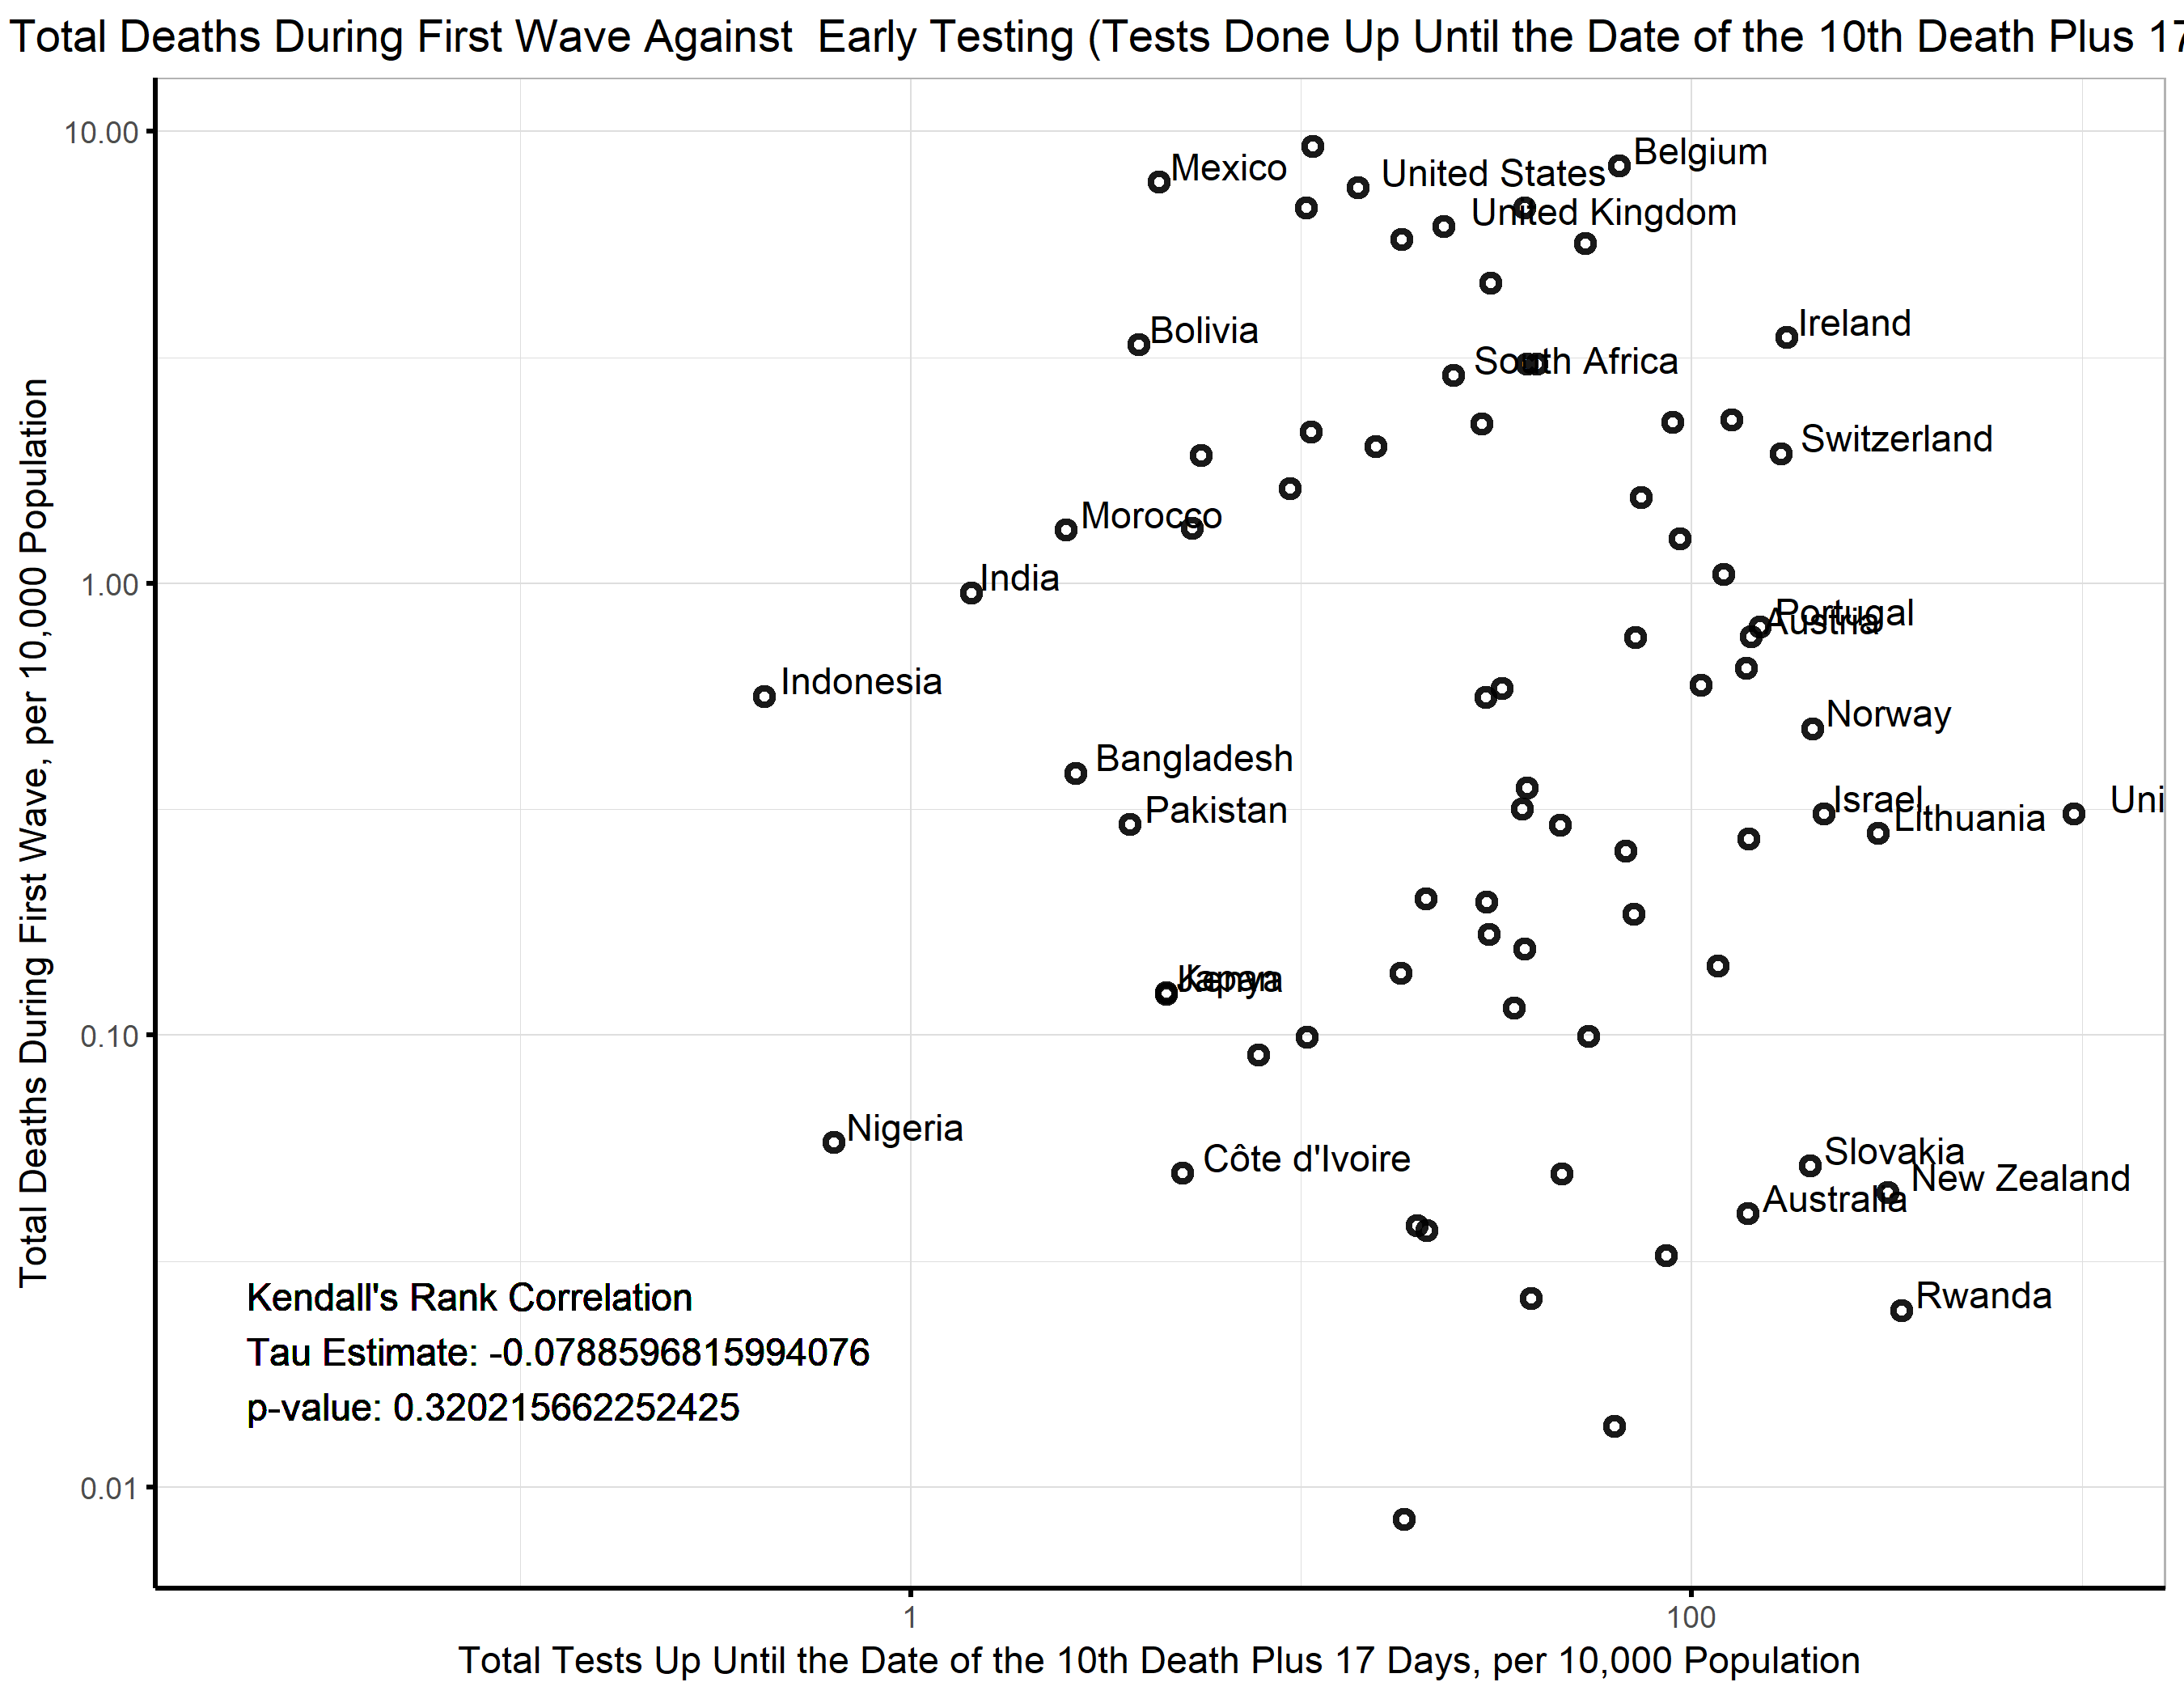 Total Deaths During First Wave Against  Early Testing (Tests Done Up Until the Date of the 10th Death Plus 17
Total Deaths During First Wave, per 10,000 Population
10.00
1.00
0.10
0.01
Mexico
United States
Belgium
United Kingdom
Bolivia
Ireland
South Africa
Switzerland
Morocco
India
Portugal
Austria
Indonesia
Norway
Bangladesh
Pakistan
Israel
Lithuania
Uni
Japan
Kenya
Nigeria
Côte d'Ivoire
Slovakia
New Zealand
Australia
Rwanda
Kendall's Rank Correlation
Tau Estimate: -0.0788596815994076
p-value: 0.320215662252425
1
100
Total Tests Up Until the Date of the 10th Death Plus 17 Days, per 10,000 Population